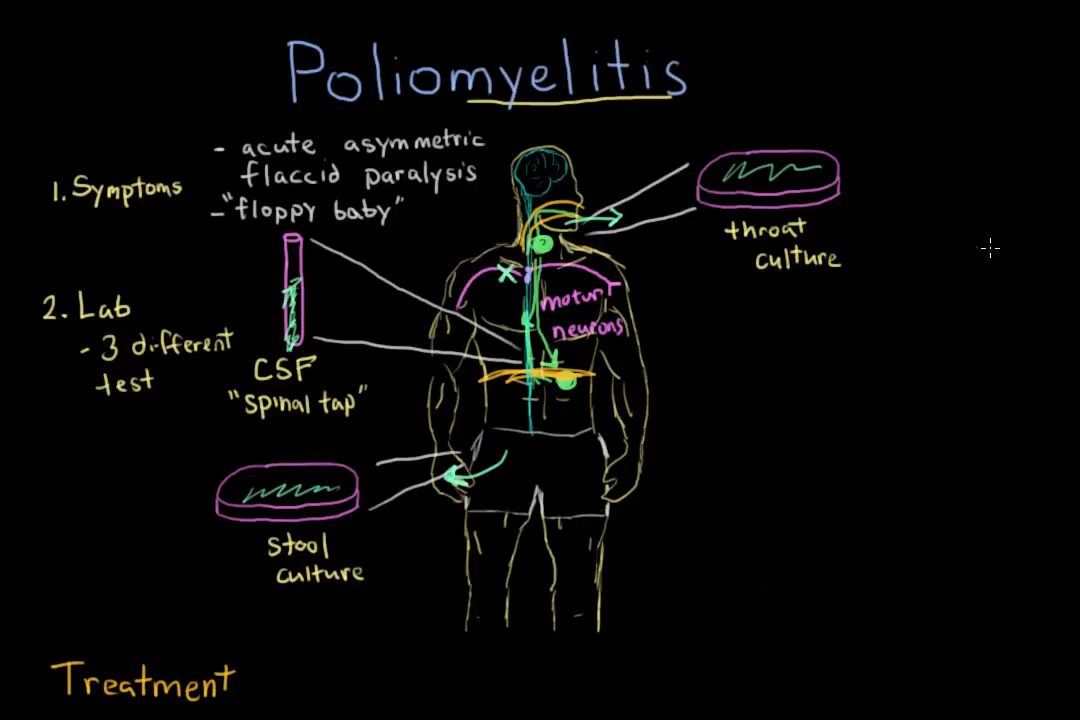 Poliomyelitis
- acute asymmetric
flaccid paralysis
- "floppy baby"
1. Symptoms
throat
culture
motor
neurons
2. Lab
- 3 different
test
CSF
"spinal tap"
stool
culture
Treatment